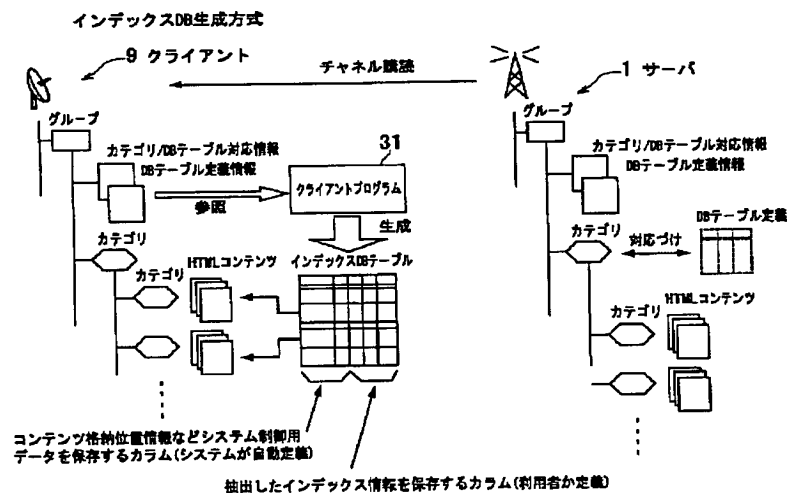 インデックスDB生成方式
9 クライアント
チャネル購読
1 サーバ
グループ
カテゴリ/DBテーブル対応情報
DBテーブル定義情報
参照
31
クライアントプログラム
生成
カテゴリ
カテゴリ
HTMLコンテンツ
インデックスDBテーブル
グループ
カテゴリ/DBテーブル対応情報
DBテーブル定義情報
カテゴリ
対応づけ
DBテーブル定義
カテゴリ
HTMLコンテンツ
コンテンツ格納位置情報などシステム制御用
データを保存するカラム(システムが自動定義)
抽出したインデックス情報を保存するカラム(利用者が定義)